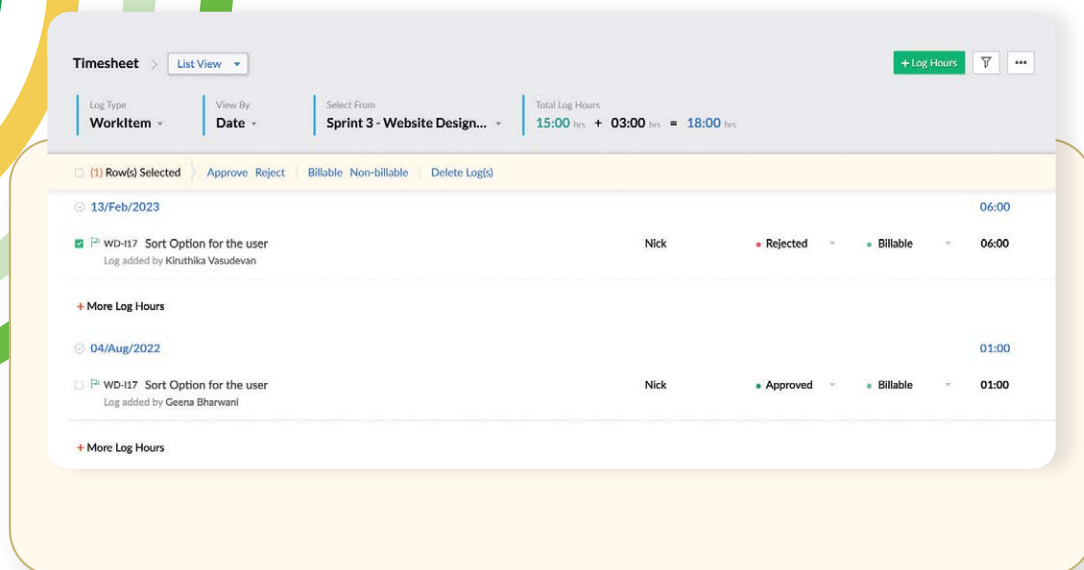 Timesheet > List View
+ Log Hours
Log Type View By Select From Total Log Hours
WorkItem Date Sprint 3 - Website Design... 15:00 hrs + 03:00 hrs = 18:00 hrs
(1) Row(s) Selected Approve Reject Billable Non-billable Delete Log(s)
13/Feb/2023 06:00
WD-I17 Sort Option for the user Nick Rejected Billable 06:00
Log added by Kiruthika Vasudevan
+ More Log Hours
04/Aug/2022 01:00
WD-I17 Sort Option for the user Nick Approved Billable 01:00
Log added by Geena Bharwani
+ More Log Hours